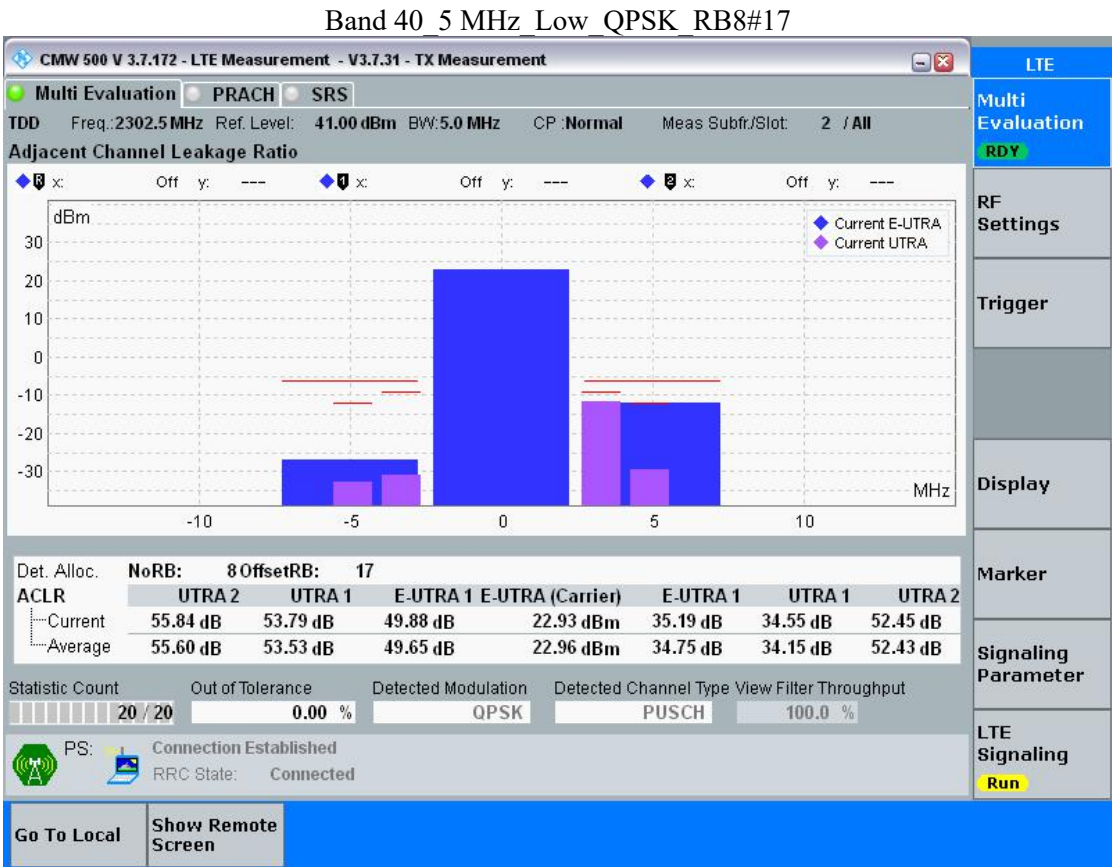 Band 40_5 MHz_Low_QPSK_RB8#17
CMW 500 V 3.7.172 - LTE Measurement - V3.7.31 - TX Measurement
LTE
Multi Evaluation PRACH SRS
Multi
Evaluation
RDY
TDD Freq.:2302.5 MHz Ref. Level: 41.00 dBm BW:5.0 MHz CP :Normal Meas Subfr./Slot: 2 / All
Adjacent Channel Leakage Ratio
R x: Off y: --- 1 x: Off y: --- 2 x: Off y: ---
dBm
Current E-UTRA
Current UTRA
30
20
10
0
-10
-20
-30
MHz
-10 -5 0 5 10
RF
Settings
Trigger
Display
Marker
Signaling
Parameter
LTE
Signaling
Run
Det. Alloc. NoRB: 8 OffsetRB: 17
ACLR UTRA 2 UTRA 1 E-UTRA 1 E-UTRA (Carrier) E-UTRA 1 UTRA 1 UTRA 2
Current 55.84 dB 53.79 dB 49.88 dB 22.93 dBm 35.19 dB 34.55 dB 52.45 dB
Average 55.60 dB 53.53 dB 49.65 dB 22.96 dBm 34.75 dB 34.15 dB 52.43 dB
Statistic Count Out of Tolerance Detected Modulation Detected Channel Type View Filter Throughput
20 / 20 0.00 % QPSK PUSCH 100.0 %
PS: Connection Established
RRC State: Connected
Go To Local
Show Remote
Screen